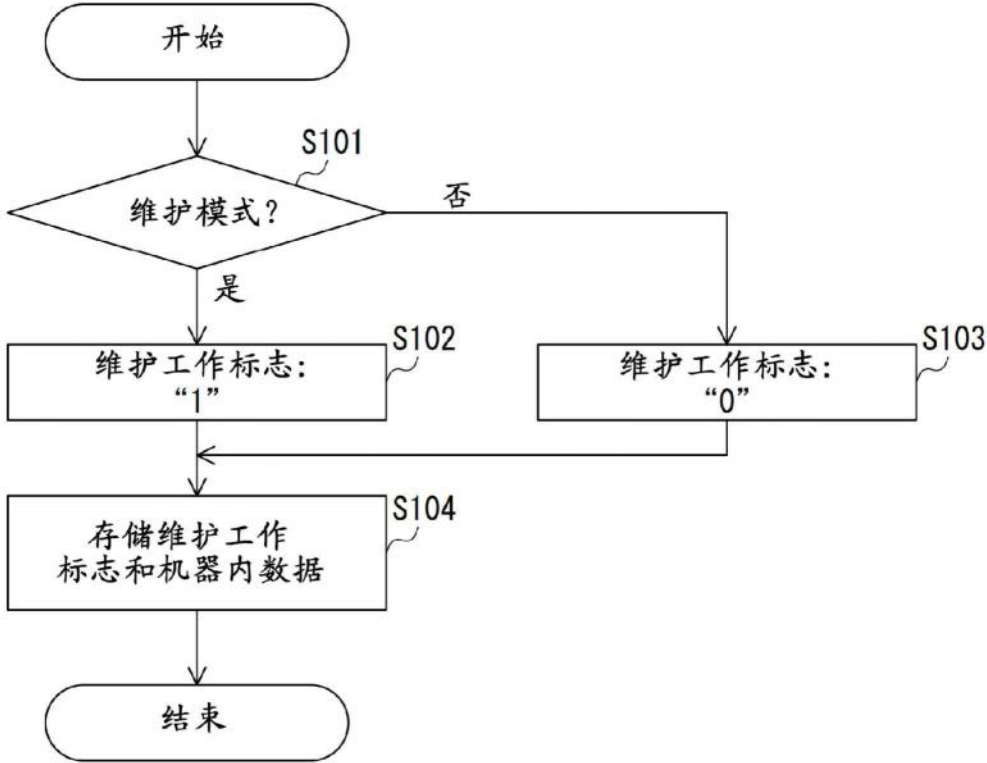 开始
S101
维护模式？
否
是
S102
维护工作标志：
“1”
S103
维护工作标志：
“0”
S104
存储维护工作
标志和机器内数据
结束